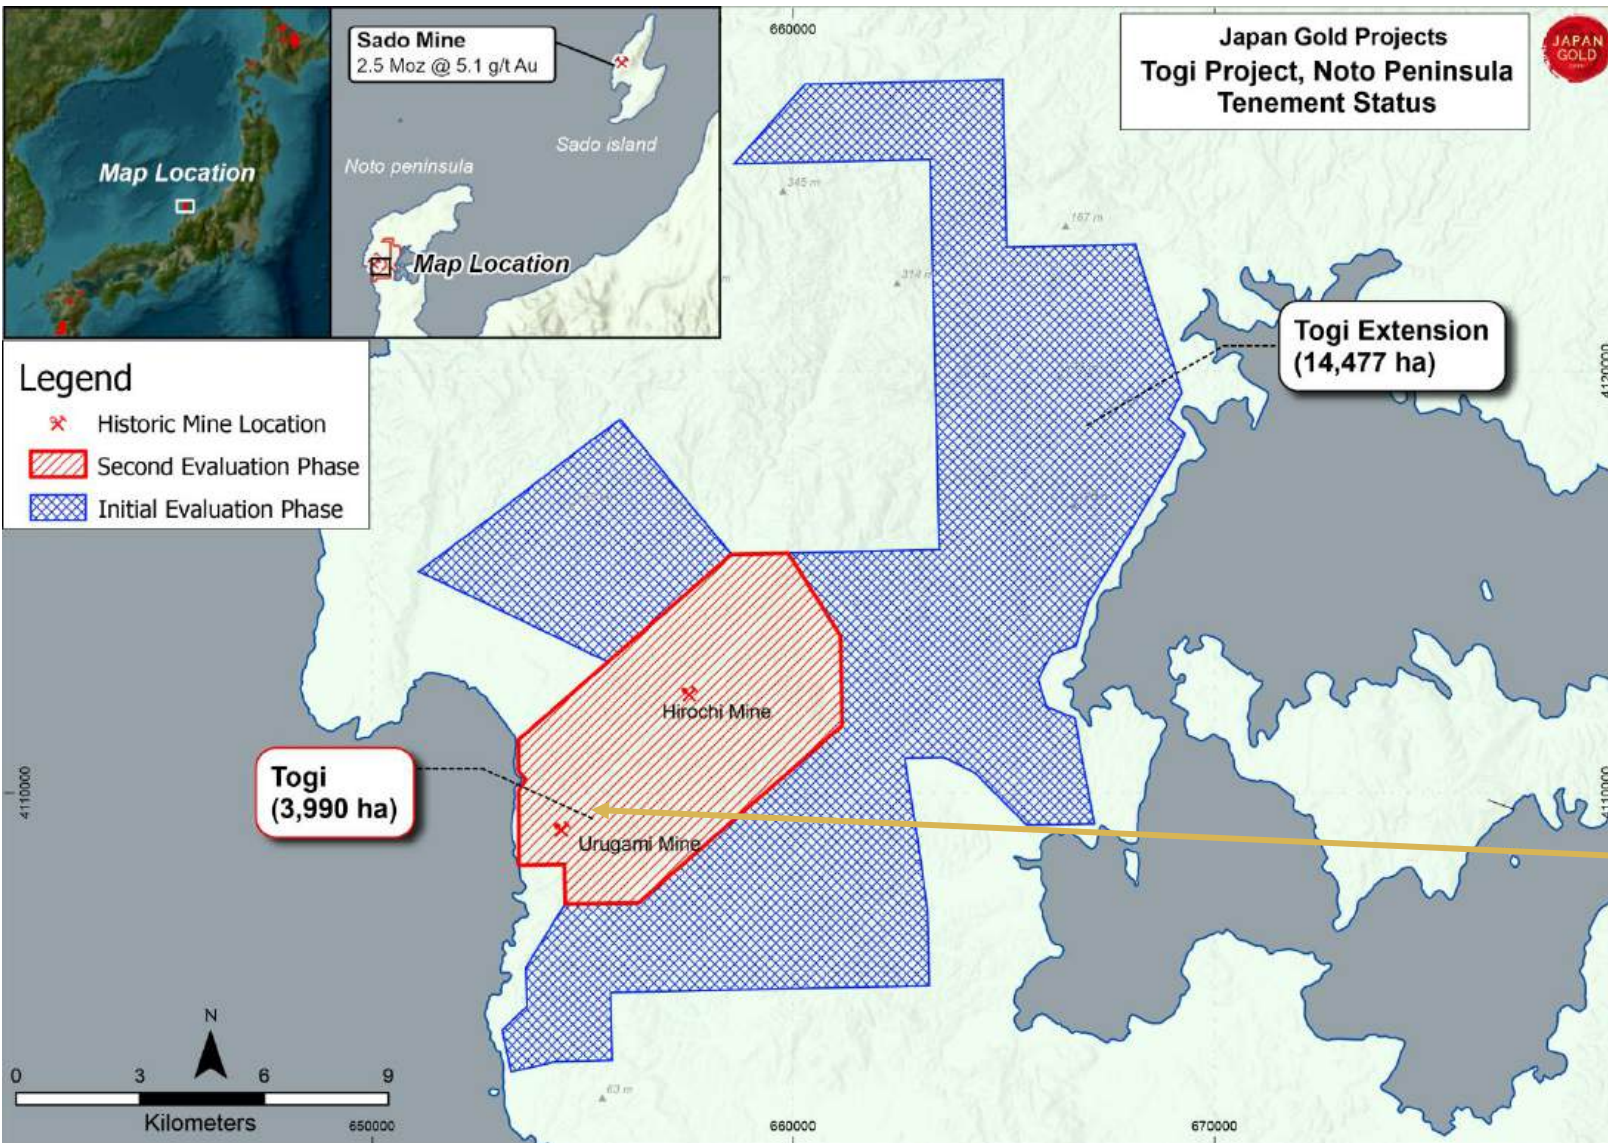 Japan Gold Projects
Togi Project, Noto Peninsula
Tenement Status
JAPAN
GOLD
Map Location
Sado Mine
2.5 Moz @ 5.1 g/t Au
Sado island
Noto peninsula
Map Location
Legend
Historic Mine Location
Second Evaluation Phase
Initial Evaluation Phase
660000
345 m
167 m
314 m
Togi Extension
(14,477 ha)
4120000
Hirochi Mine
Togi
(3,990 ha)
Urugami Mine
4110000
4110000
N
0 3 6 9
Kilometers
63 m
650000
660000
670000